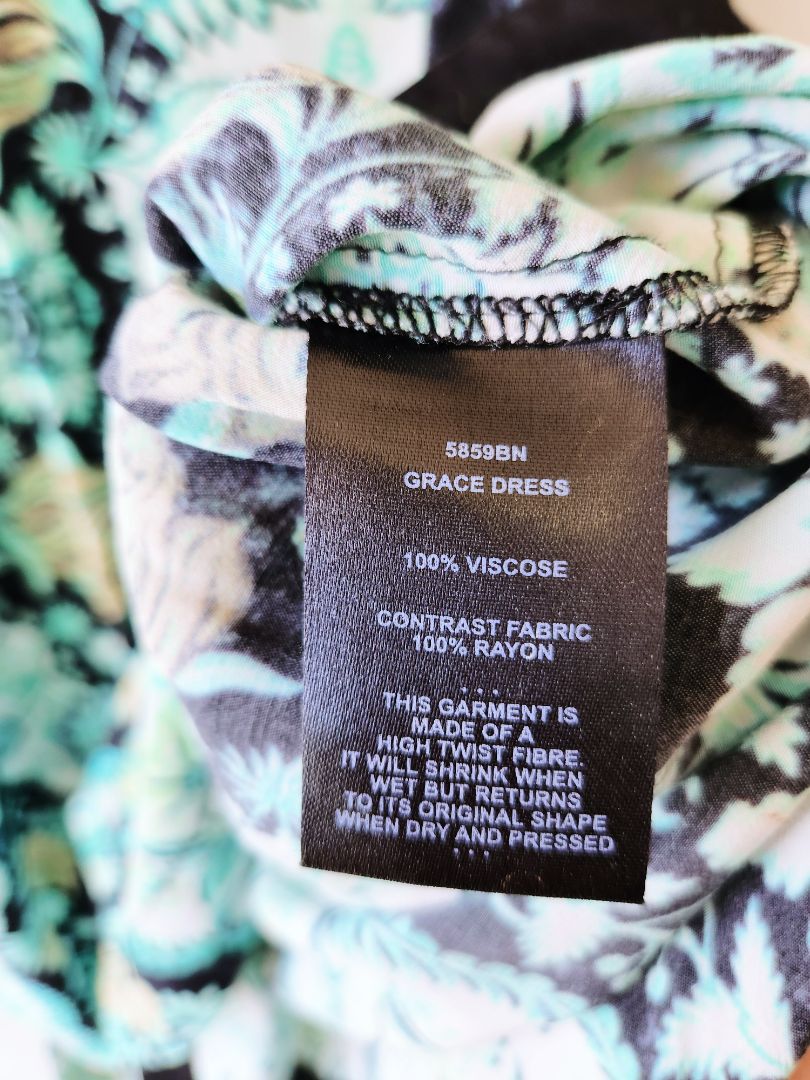 5859BN
GRACE DRESS
100% VISCOSE
CONTRAST FABRIC
100% RAYON
...
THIS GARMENT IS
MADE OF A
HIGH TWIST FIBRE.
IT WILL SHRINK WHEN
WET BUT RETURNS
TO ITS ORIGINAL SHAPE
WHEN DRY AND PRESSED
...